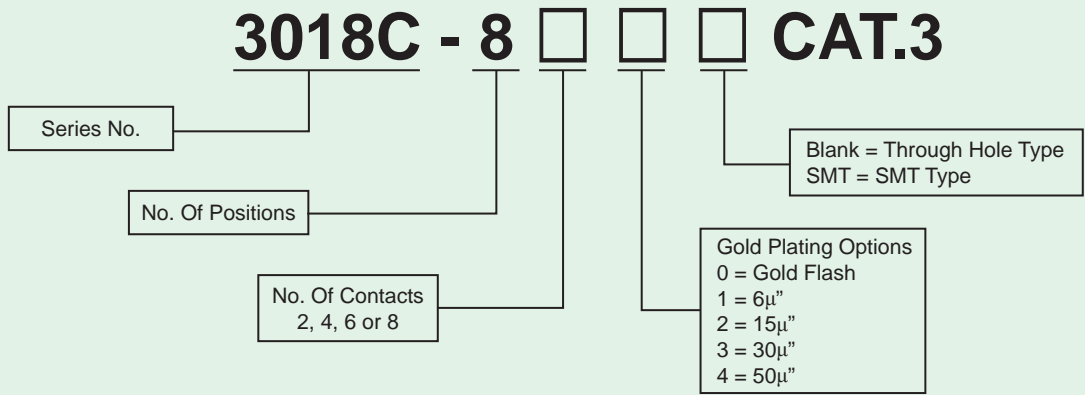 3018C - 8 □ □ □ CAT.3
Series No.
Blank = Through Hole Type
SMT = SMT Type
No. Of Positions
Gold Plating Options
0 = Gold Flash
1 = 6µ”
2 = 15µ”
3 = 30µ”
4 = 50µ”
No. Of Contacts
2, 4, 6 or 8